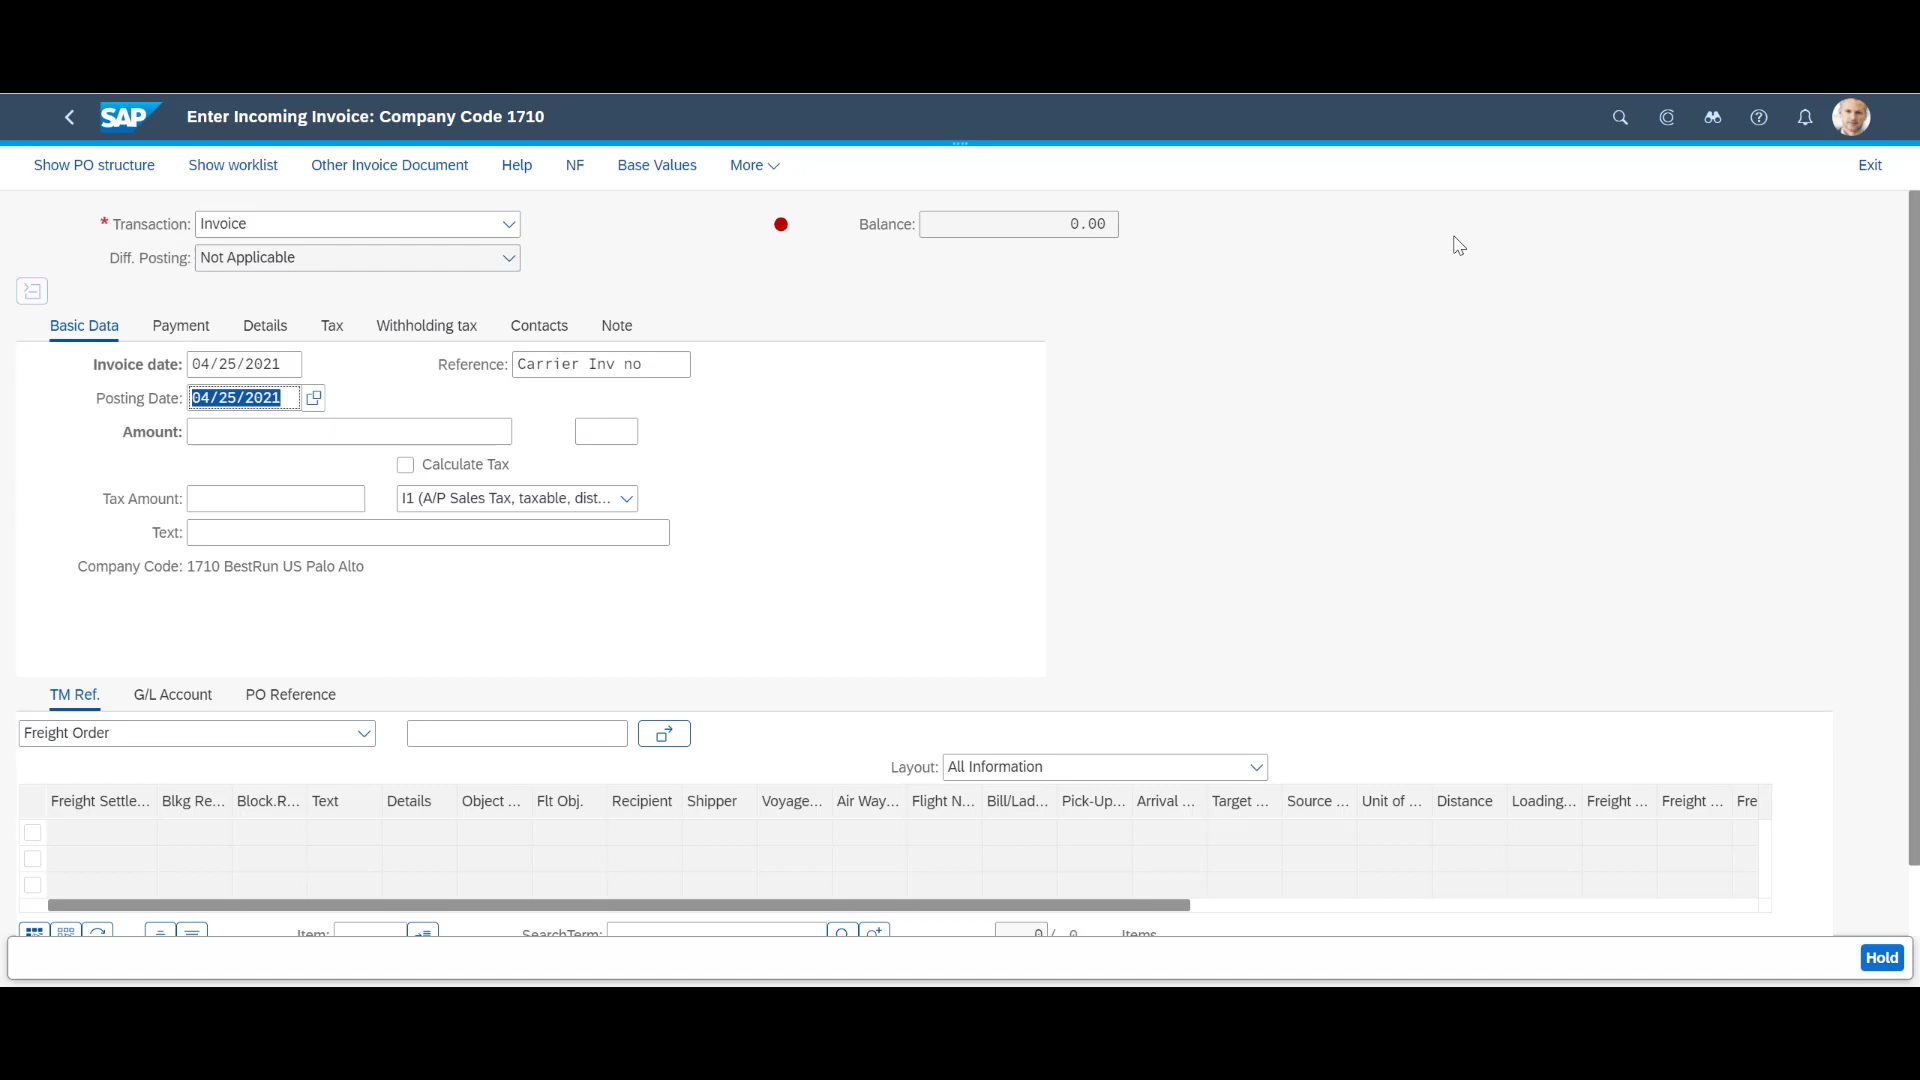 SAP Enter Incoming Invoice: Company Code 1710
Show PO structure Show worklist Other Invoice Document Help NF Base Values More Exit
* Transaction: Invoice Balance: 0.00
Diff. Posting: Not Applicable
Basic Data Payment Details Tax Withholding tax Contacts Note
Invoice date: 04/25/2021 Reference: Carrier Inv no
Posting Date: 04/25/2021
Amount:
Calculate Tax
Tax Amount: I1 (A/P Sales Tax, taxable, dist...
Text:
Company Code: 1710 BestRun US Palo Alto
TM Ref. G/L Account PO Reference
Freight Order
Layout: All Information
Freight Settle... Blkg Re... Block.R... Text Details Object ... Flt Obj. Recipient Shipper Voyage... Air Way... Flight N... Bill/Lad... Pick-Up... Arrival ... Target ... Source ... Unit of ... Distance Loading... Freight ... Freight ... Fre
Item: SearchTerm: 0 / 0 Items
Hold